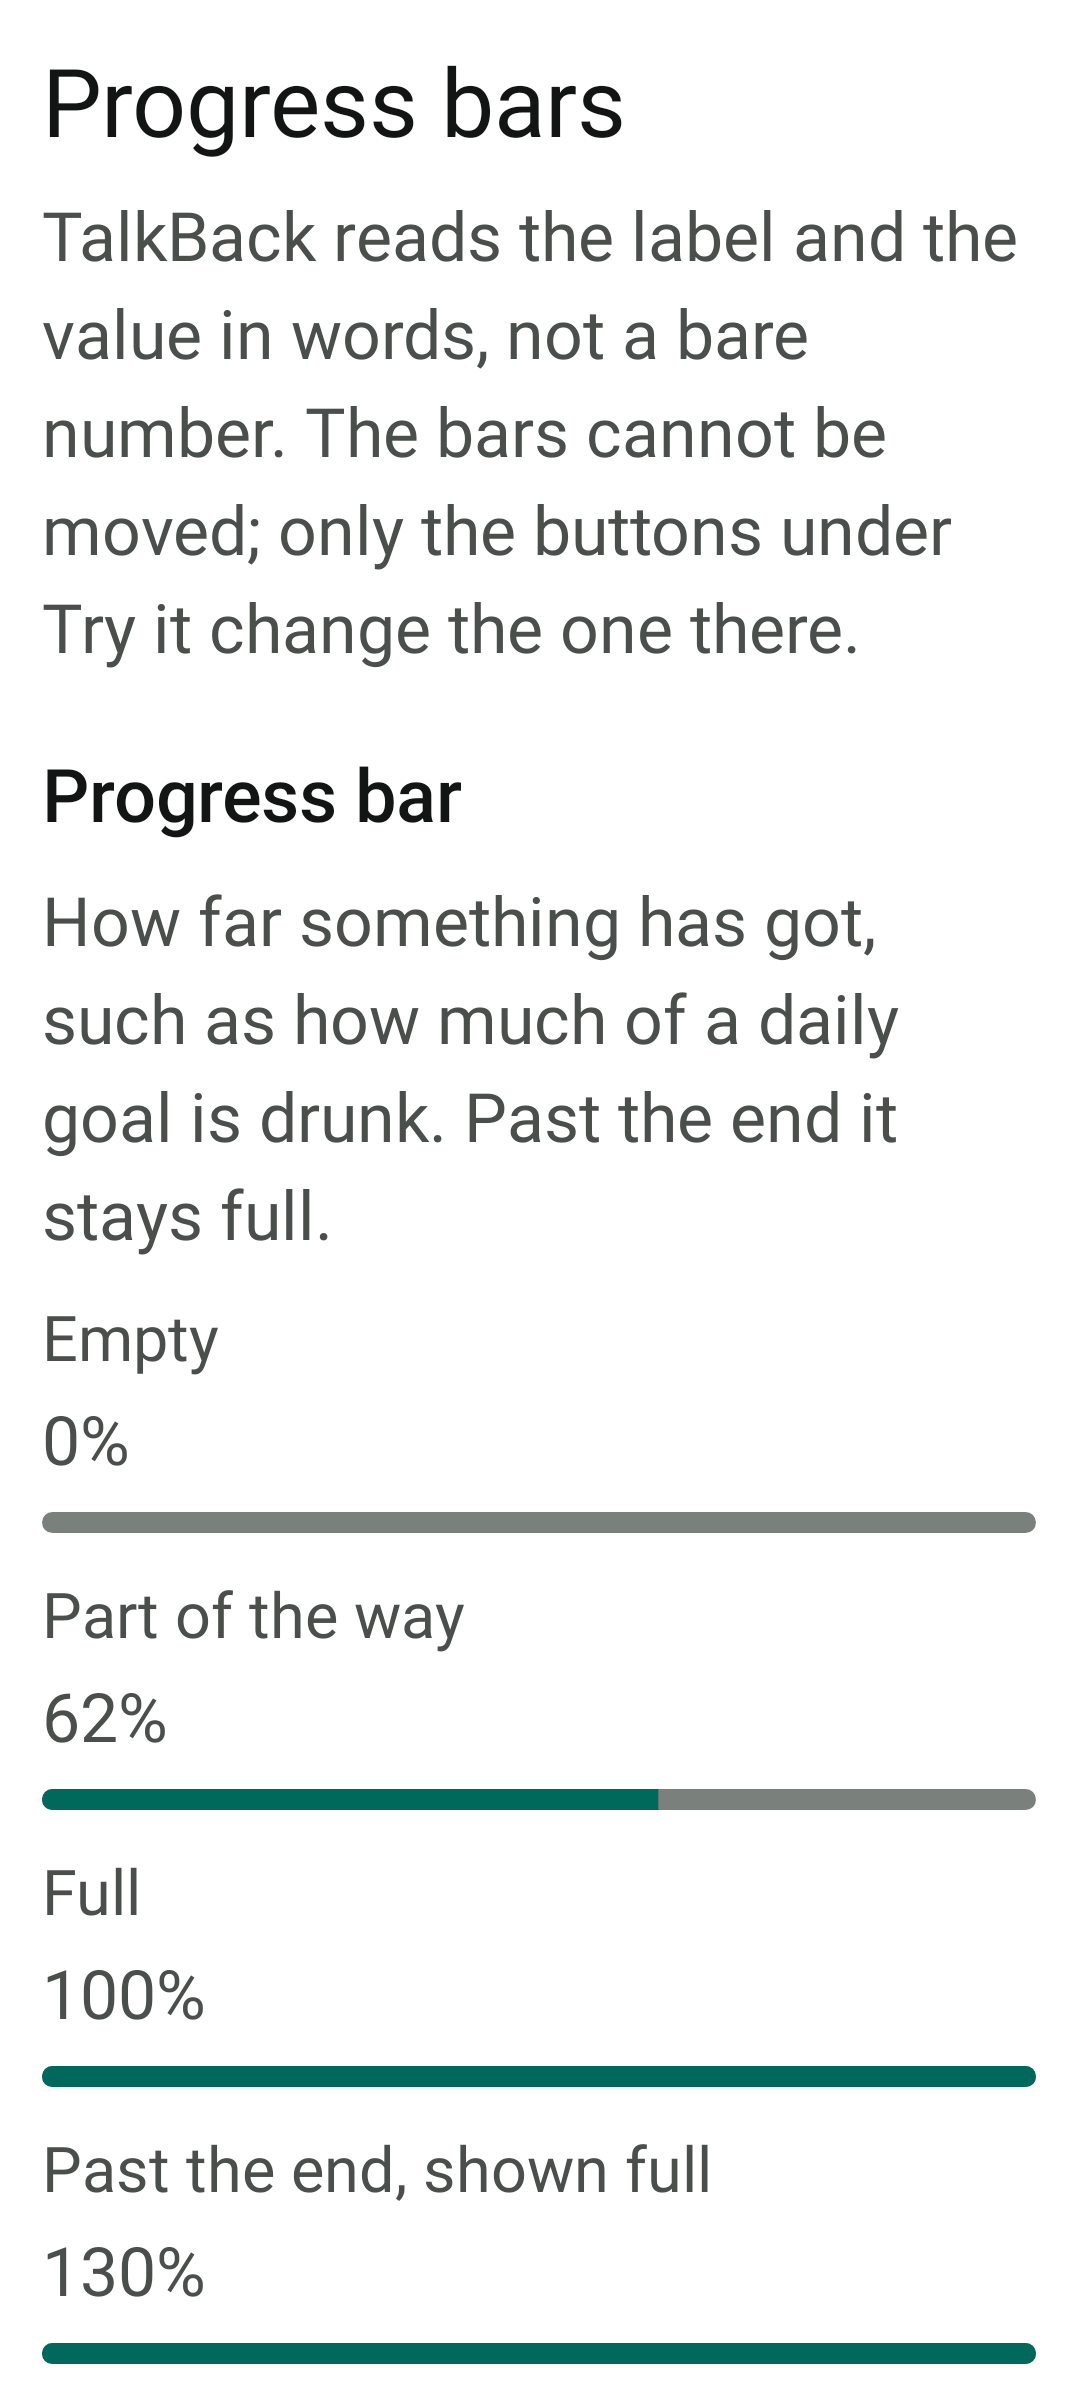 Progress bars
TalkBack reads the label and the
value in words, not a bare
number. The bars cannot be
moved; only the buttons under
Try it change the one there.
Progress bar
How far something has got,
such as how much of a daily
goal is drunk. Past the end it
stays full.
Empty
0%
Part of the way
62%
Full
100%
Past the end, shown full
130%